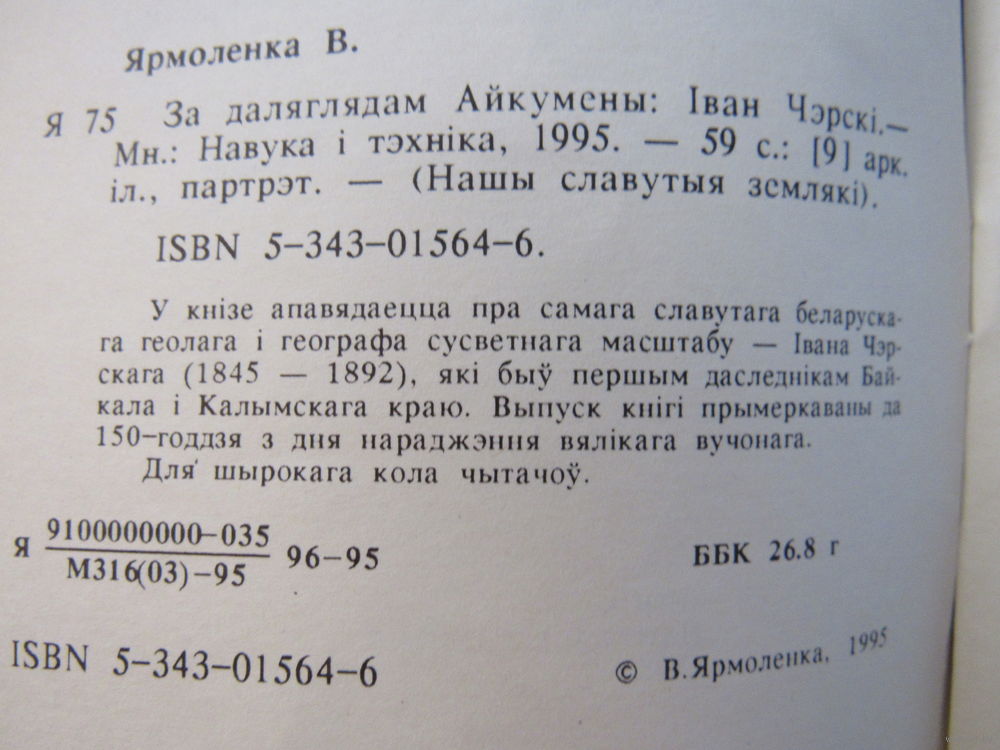 Ярмоленка В.
Я 75 За даляглядам Айкумены: Іван Чэрскі.—
Мн.: Навука і тэхніка, 1995. — 59 с.: [9] арк.
іл., партрэт. — (Нашы славутыя землякі).
ISBN 5—343—01564—6.
У кнізе апавядаецца пра самага славутага беларуска-
га геолага і географа сусветнага масштабу — Івана Чэр-
скага (1845 — 1892), які быў першым даследнікам Бай-
кала і Калымскага краю. Выпуск кнігі прымеркаваны да
150—годдзя з дня нараджэння вялікага вучонага.
Для шырокага кола чытачоў.
Я 9100000000—035 96—95
М316(03)—95
ББК 26.8 г
ISBN 5—343—01564—6
© В. Ярмоленка, 1995